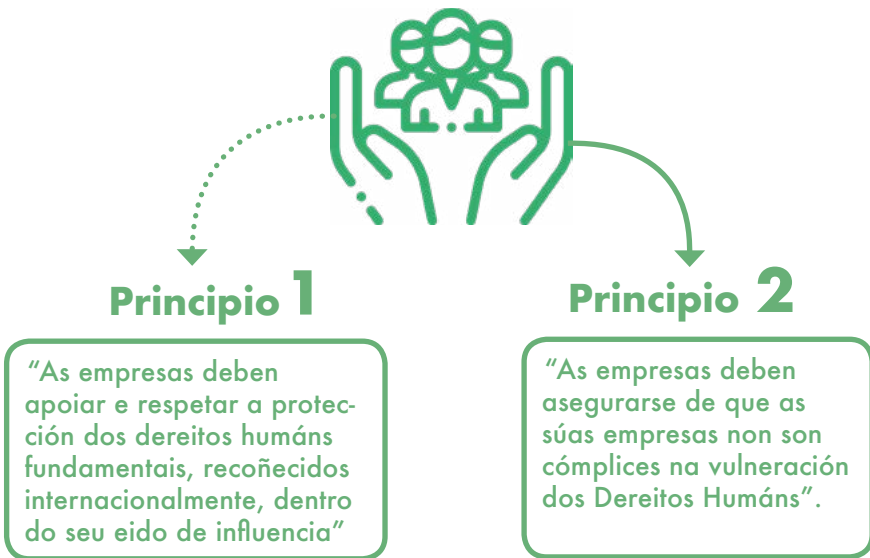 Principio 1
“As empresas deben
apoiar e respetar a protec-
ción dos dereitos humáns
fundamentais, recoñecidos
internacionalmente, dentro
do seu eido de influencia”
Principio 2
“As empresas deben
asegurarse de que as
súas empresas non son
cómplices na vulneración
dos Dereitos Humáns”.